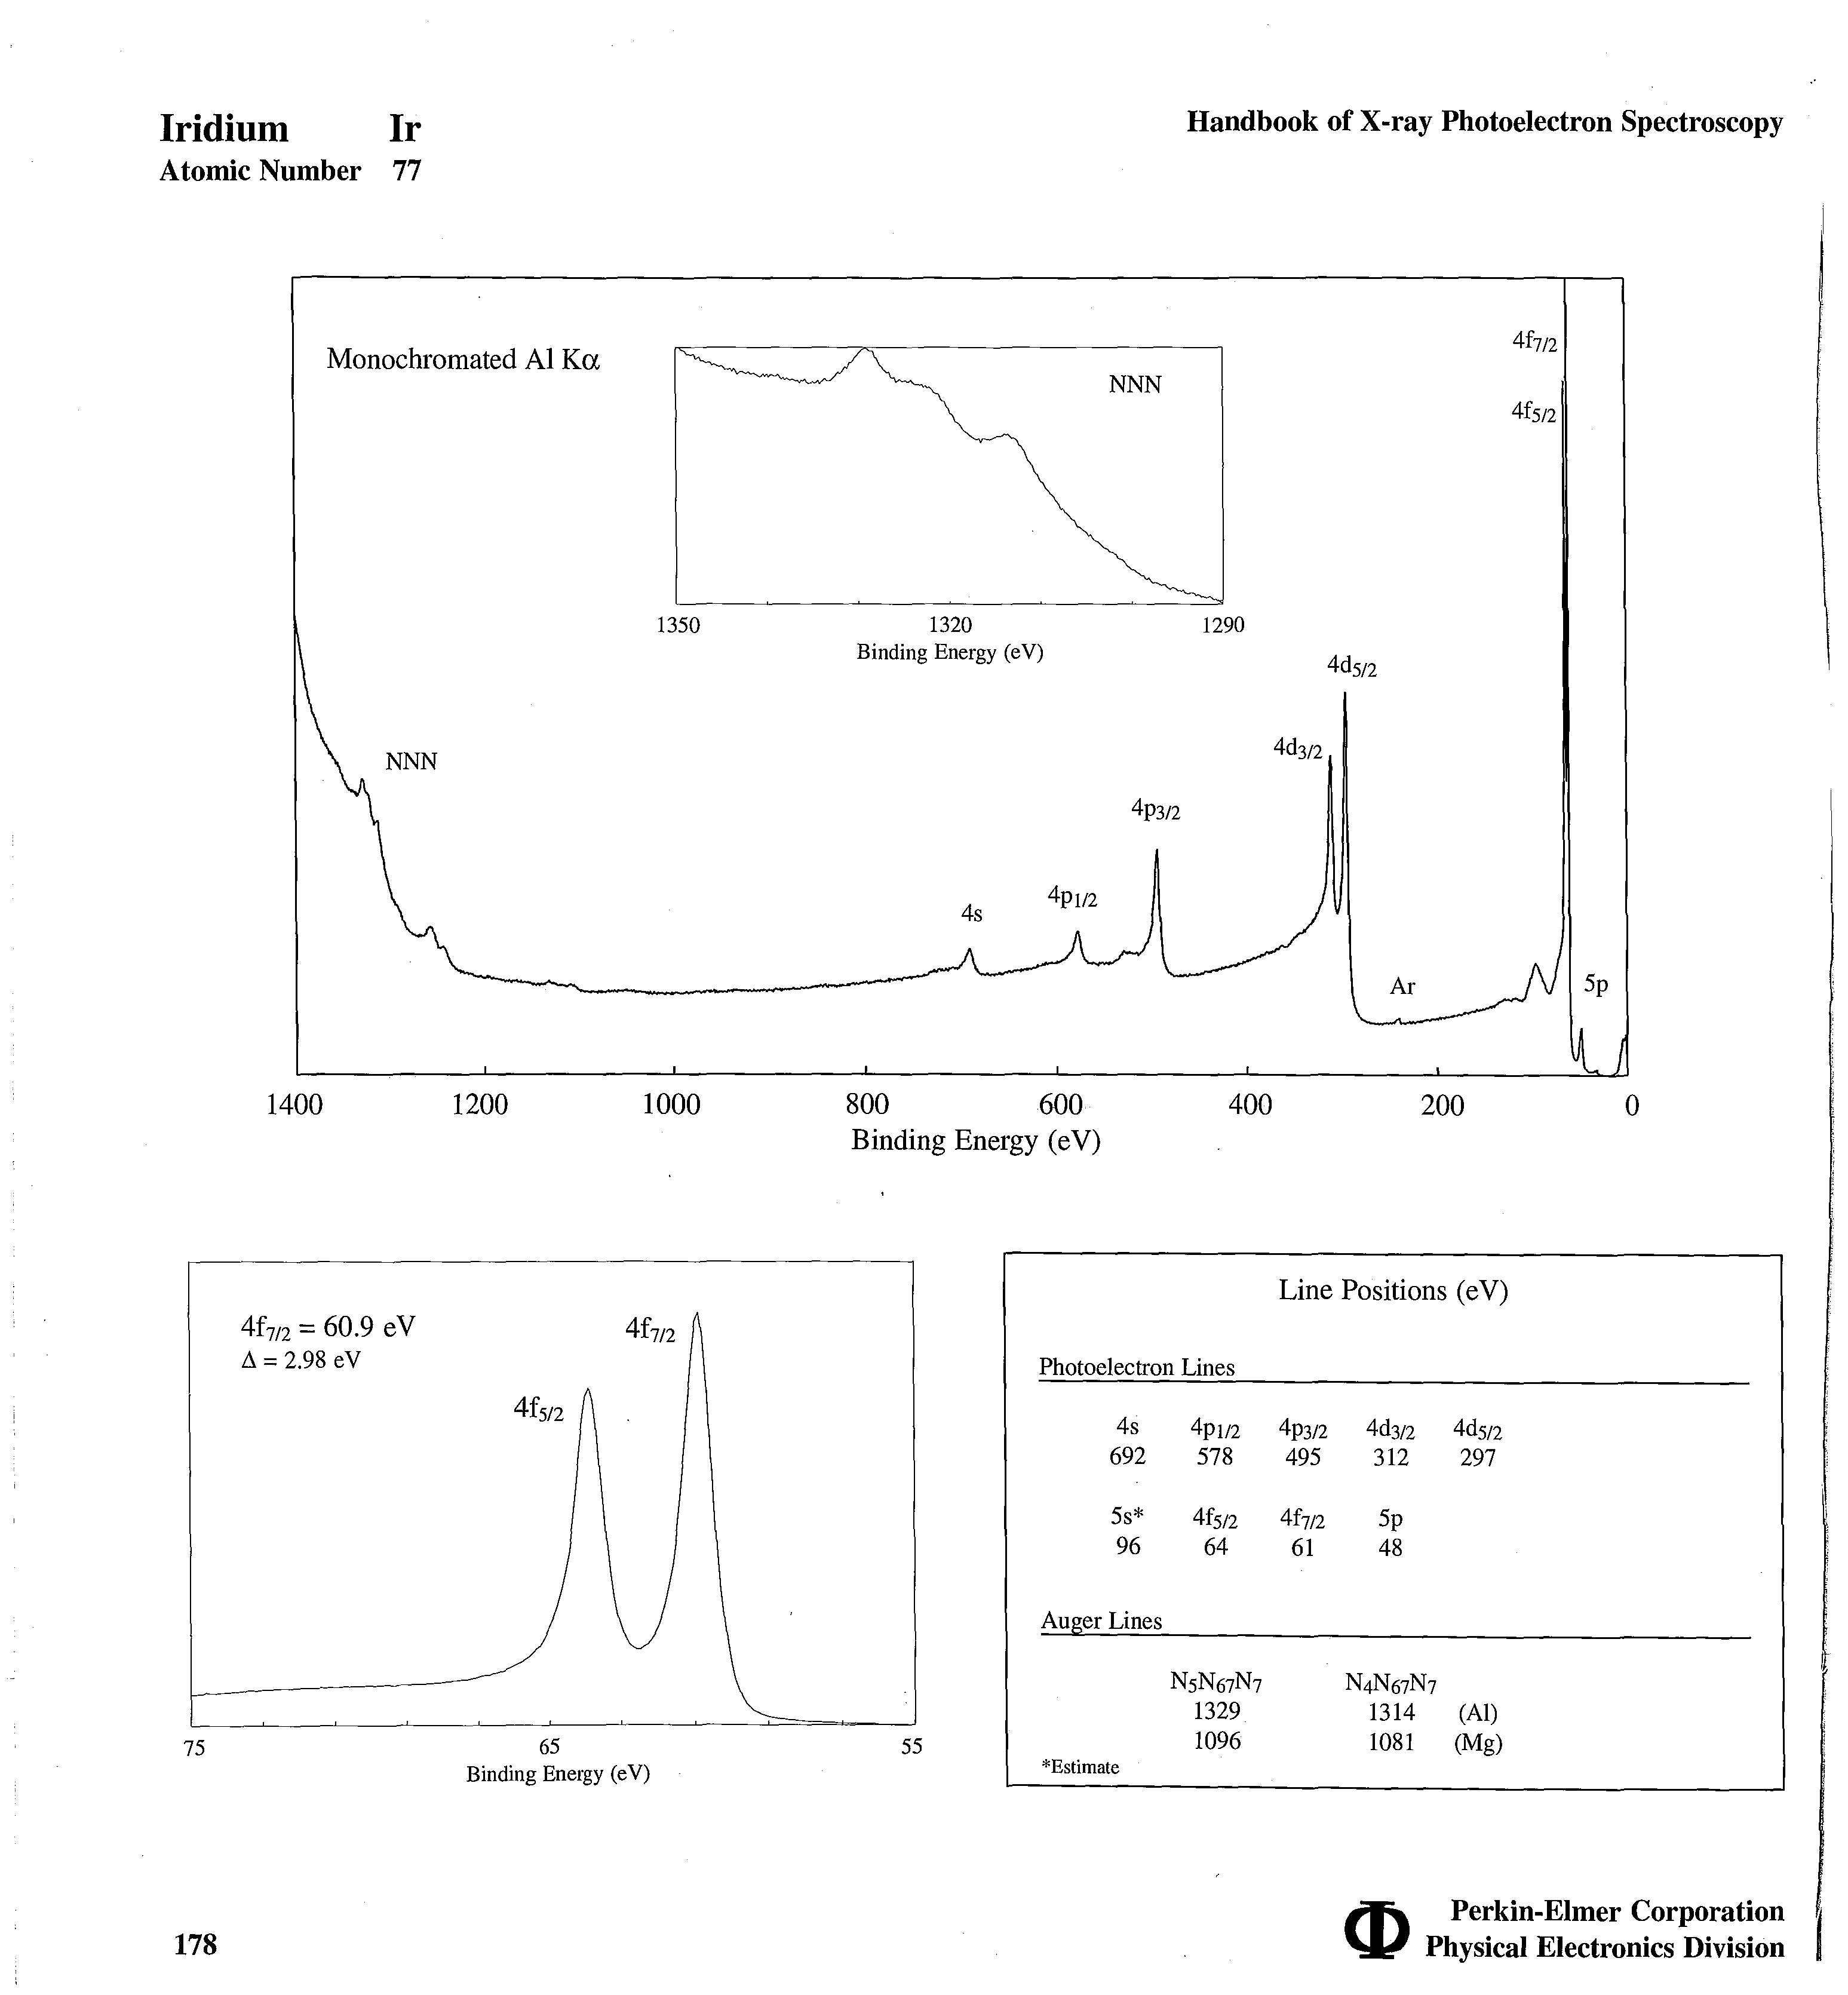 Iridium Ir
Handbook of X-ray Photoelectron Spectroscopy
Atomic Number 77
Monochromated Al Kα
NNN
1350 1320 1290
Binding Energy (eV)
4f7/2
4f5/2
4d5/2
4d3/2
NNN
4p3/2
4p1/2
4s
Ar
5p
1400 1200 1000 800 600 400 200 0
Binding Energy (eV)
4f7/2 = 60.9 eV
Δ = 2.98 eV
4f7/2
4f5/2
75 65 55
Binding Energy (eV)
Line Positions (eV)
Photoelectron Lines
4s 4p1/2 4p3/2 4d3/2 4d5/2
692 578 495 312 297
5s* 4f5/2 4f7/2 5p
96 64 61 48
Auger Lines
N5N67N7 N4N67N7
1329 1314 (Al)
1096 1081 (Mg)
*Estimate
Perkin-Elmer Corporation
Physical Electronics Division
178